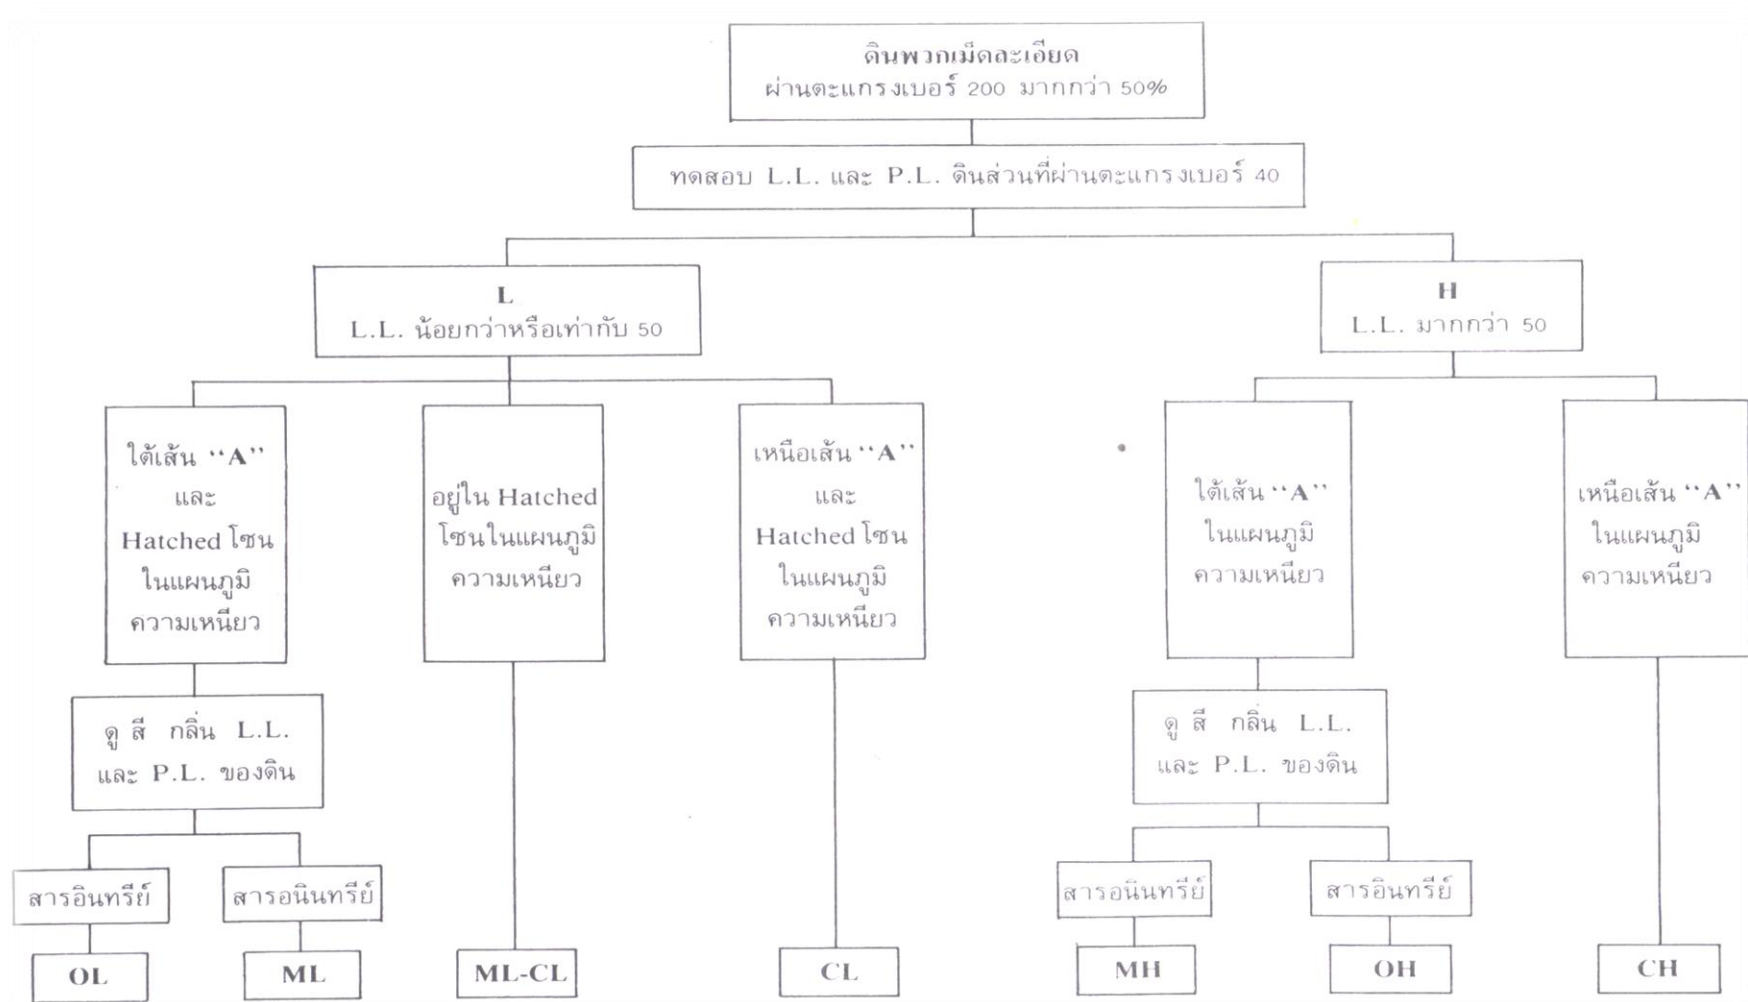 ดินพวกเม็ดละเอียด
ผ่านตะแกรงเบอร์ 200 มากกว่า 50%
ทดสอบ L.L. และ P.L. ดินส่วนที่ผ่านตะแกรงเบอร์ 40
L
L.L. น้อยกว่าหรือเท่ากับ 50
H
L.L. มากกว่า 50
ใต้เส้น “A”
และ
Hatched โซน
ในแผนภูมิ
ความเหนียว
อยู่ใน Hatched
โซนในแผนภูมิ
ความเหนียว
เหนือเส้น “A”
และ
Hatched โซน
ในแผนภูมิ
ความเหนียว
ใต้เส้น “A”
ในแผนภูมิ
ความเหนียว
เหนือเส้น “A”
ในแผนภูมิ
ความเหนียว
ดู สี กลิ่น L.L.
และ P.L. ของดิน
ดู สี กลิ่น L.L.
และ P.L. ของดิน
สารอินทรีย์
สารอนินทรีย์
สารอนินทรีย์
สารอินทรีย์
OL
ML
ML-CL
CL
MH
OH
CH